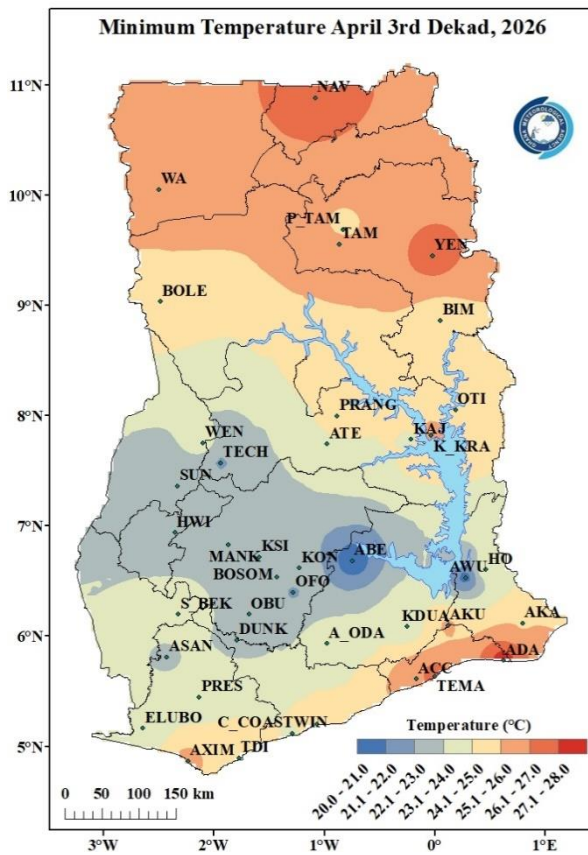 Minimum Temperature April 3rd Dekad, 2026
11°N
NAV
10°N
WA
P_TAM
TAM
YEN
9°N
BOLE
BIM
8°N
PRANG
OTI
WEN
ATE
KAJ
K_KRA
TECH
SUN
7°N
HWI
MANK
KSI
KON
ABE
HO
BOSOM
OFO
AWU
S_BEK
OBU
KDUA
AKU
AKA
6°N
DUNK
A_ODA
ASAN
ADA
ACC
PRES
TEMA
ELUBO
C_COAST
WIN
5°N
AXIM
TDI
Temperature (°C)
20.0 - 21.0
21.1 - 22.0
22.1 - 23.0
23.1 - 24.0
24.1 - 25.0
25.1 - 26.0
26.1 - 27.0
27.1 - 28.0
0 50 100 150 km
3°W 2°W 1°W 0° 1°E